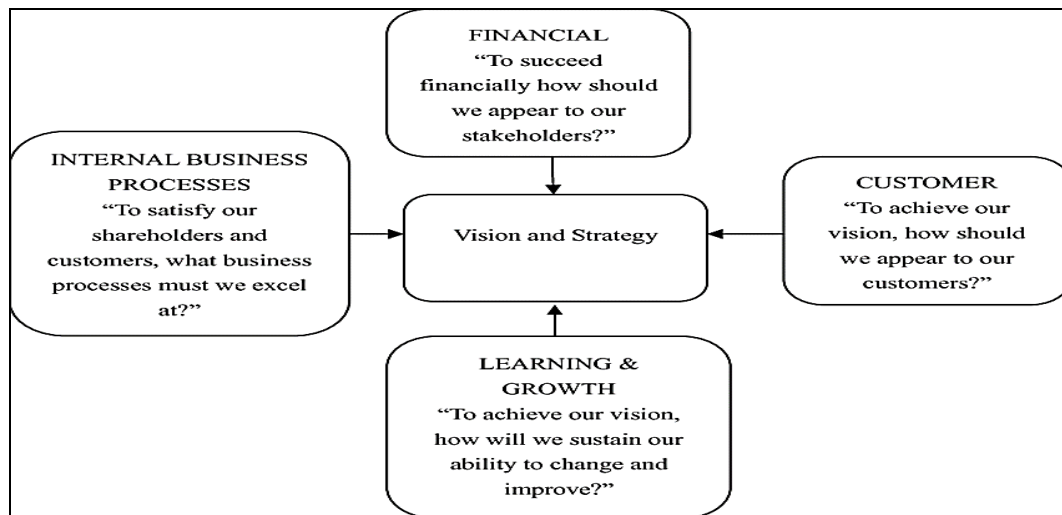 FINANCIAL
“To succeed
financially how should
we appear to our
stakeholders?”
INTERNAL BUSINESS
PROCESSES
“To satisfy our
shareholders and
customers, what business
processes must we excel
at?”
Vision and Strategy
CUSTOMER
“To achieve our
vision, how should
we appear to our
customers?”
LEARNING &
GROWTH
“To achieve our vision,
how will we sustain our
ability to change and
improve?”